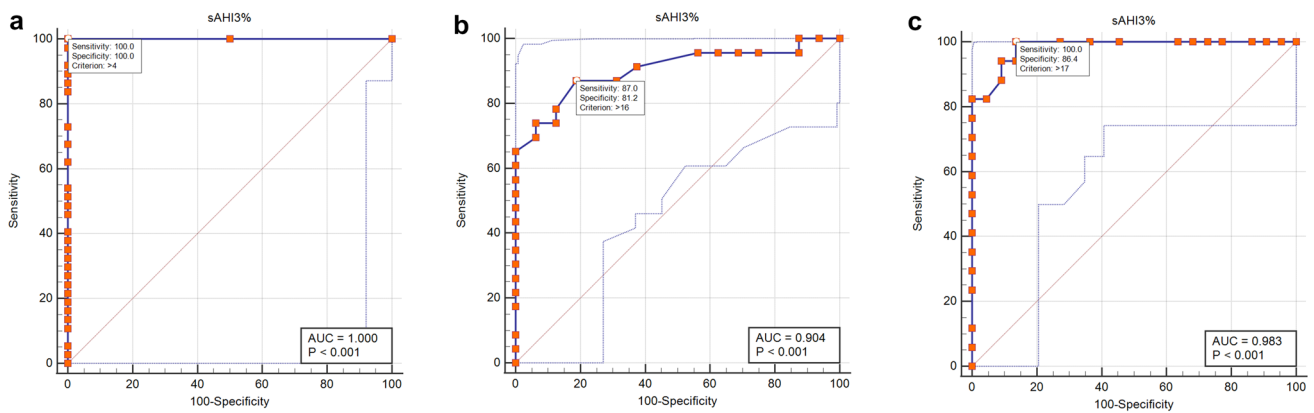 a
sAHI3%
100
80
60
40
20
0
Sensitivity
Sensitivity: 100.0
Specificity: 100.0
Criterion: >4
AUC = 1.000
P < 0.001
0 20 40 60 80 100
100-Specificity
b
sAHI3%
100
80
60
40
20
0
Sensitivity
Sensitivity: 87.0
Specificity: 81.2
Criterion: >16
AUC = 0.904
P < 0.001
0 20 40 60 80 100
100-Specificity
c
sAHI3%
100
80
60
40
20
0
Sensitivity
Sensitivity: 100.0
Specificity: 86.4
Criterion: >17
AUC = 0.983
P < 0.001
0 20 40 60 80 100
100-Specificity